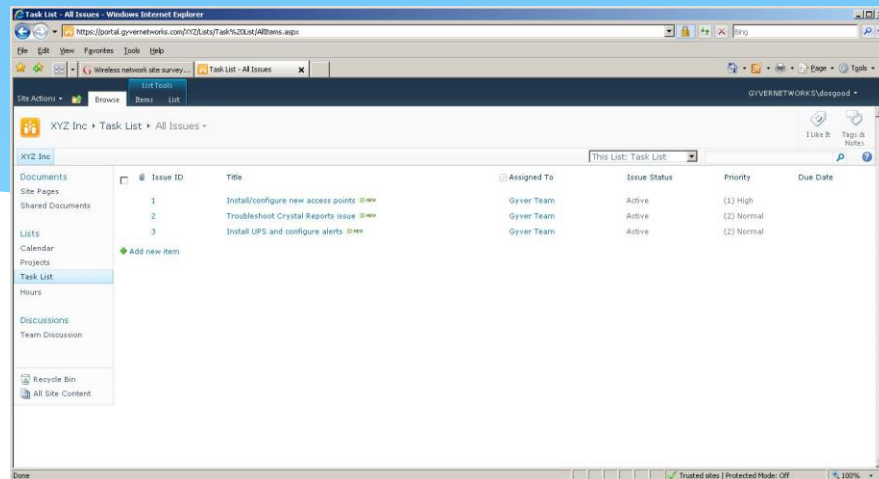 Task List - All Issues - Windows Internet Explorer
https://portal.gyvernetworks.com/XYZ/Lists/Task%20List/AllItems.aspx
Bing
File Edit View Favorites Tools Help
Wireless network site survey...
Task List - All Issues
Page
Tools
List Tools
Site Actions
Browse
Items
List
GYVERNETWORKS\dosgood
XYZ Inc
Task List
All Issues
I Like It
Tags & Notes
XYZ Inc
This List: Task List
Documents
Site Pages
Shared Documents
Lists
Calendar
Projects
Task List
Hours
Discussions
Team Discussion
Recycle Bin
All Site Content
Issue ID Title Assigned To Issue Status Priority Due Date
1 Install/configure new access points NEW Gyver Team Active (1) High
2 Troubleshoot Crystal Reports issue NEW Gyver Team Active (2) Normal
3 Install UPS and configure alerts NEW Gyver Team Active (2) Normal
Add new item
Done
Trusted sites | Protected Mode: Off
100%